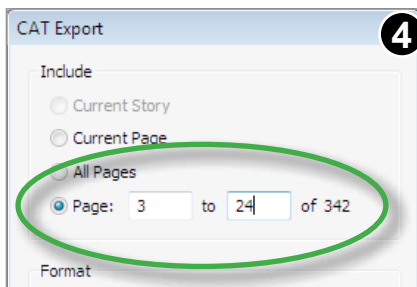 CAT Export
4
Include
Current Story
Current Page
All Pages
Page: 3 to 24 of 342
Format